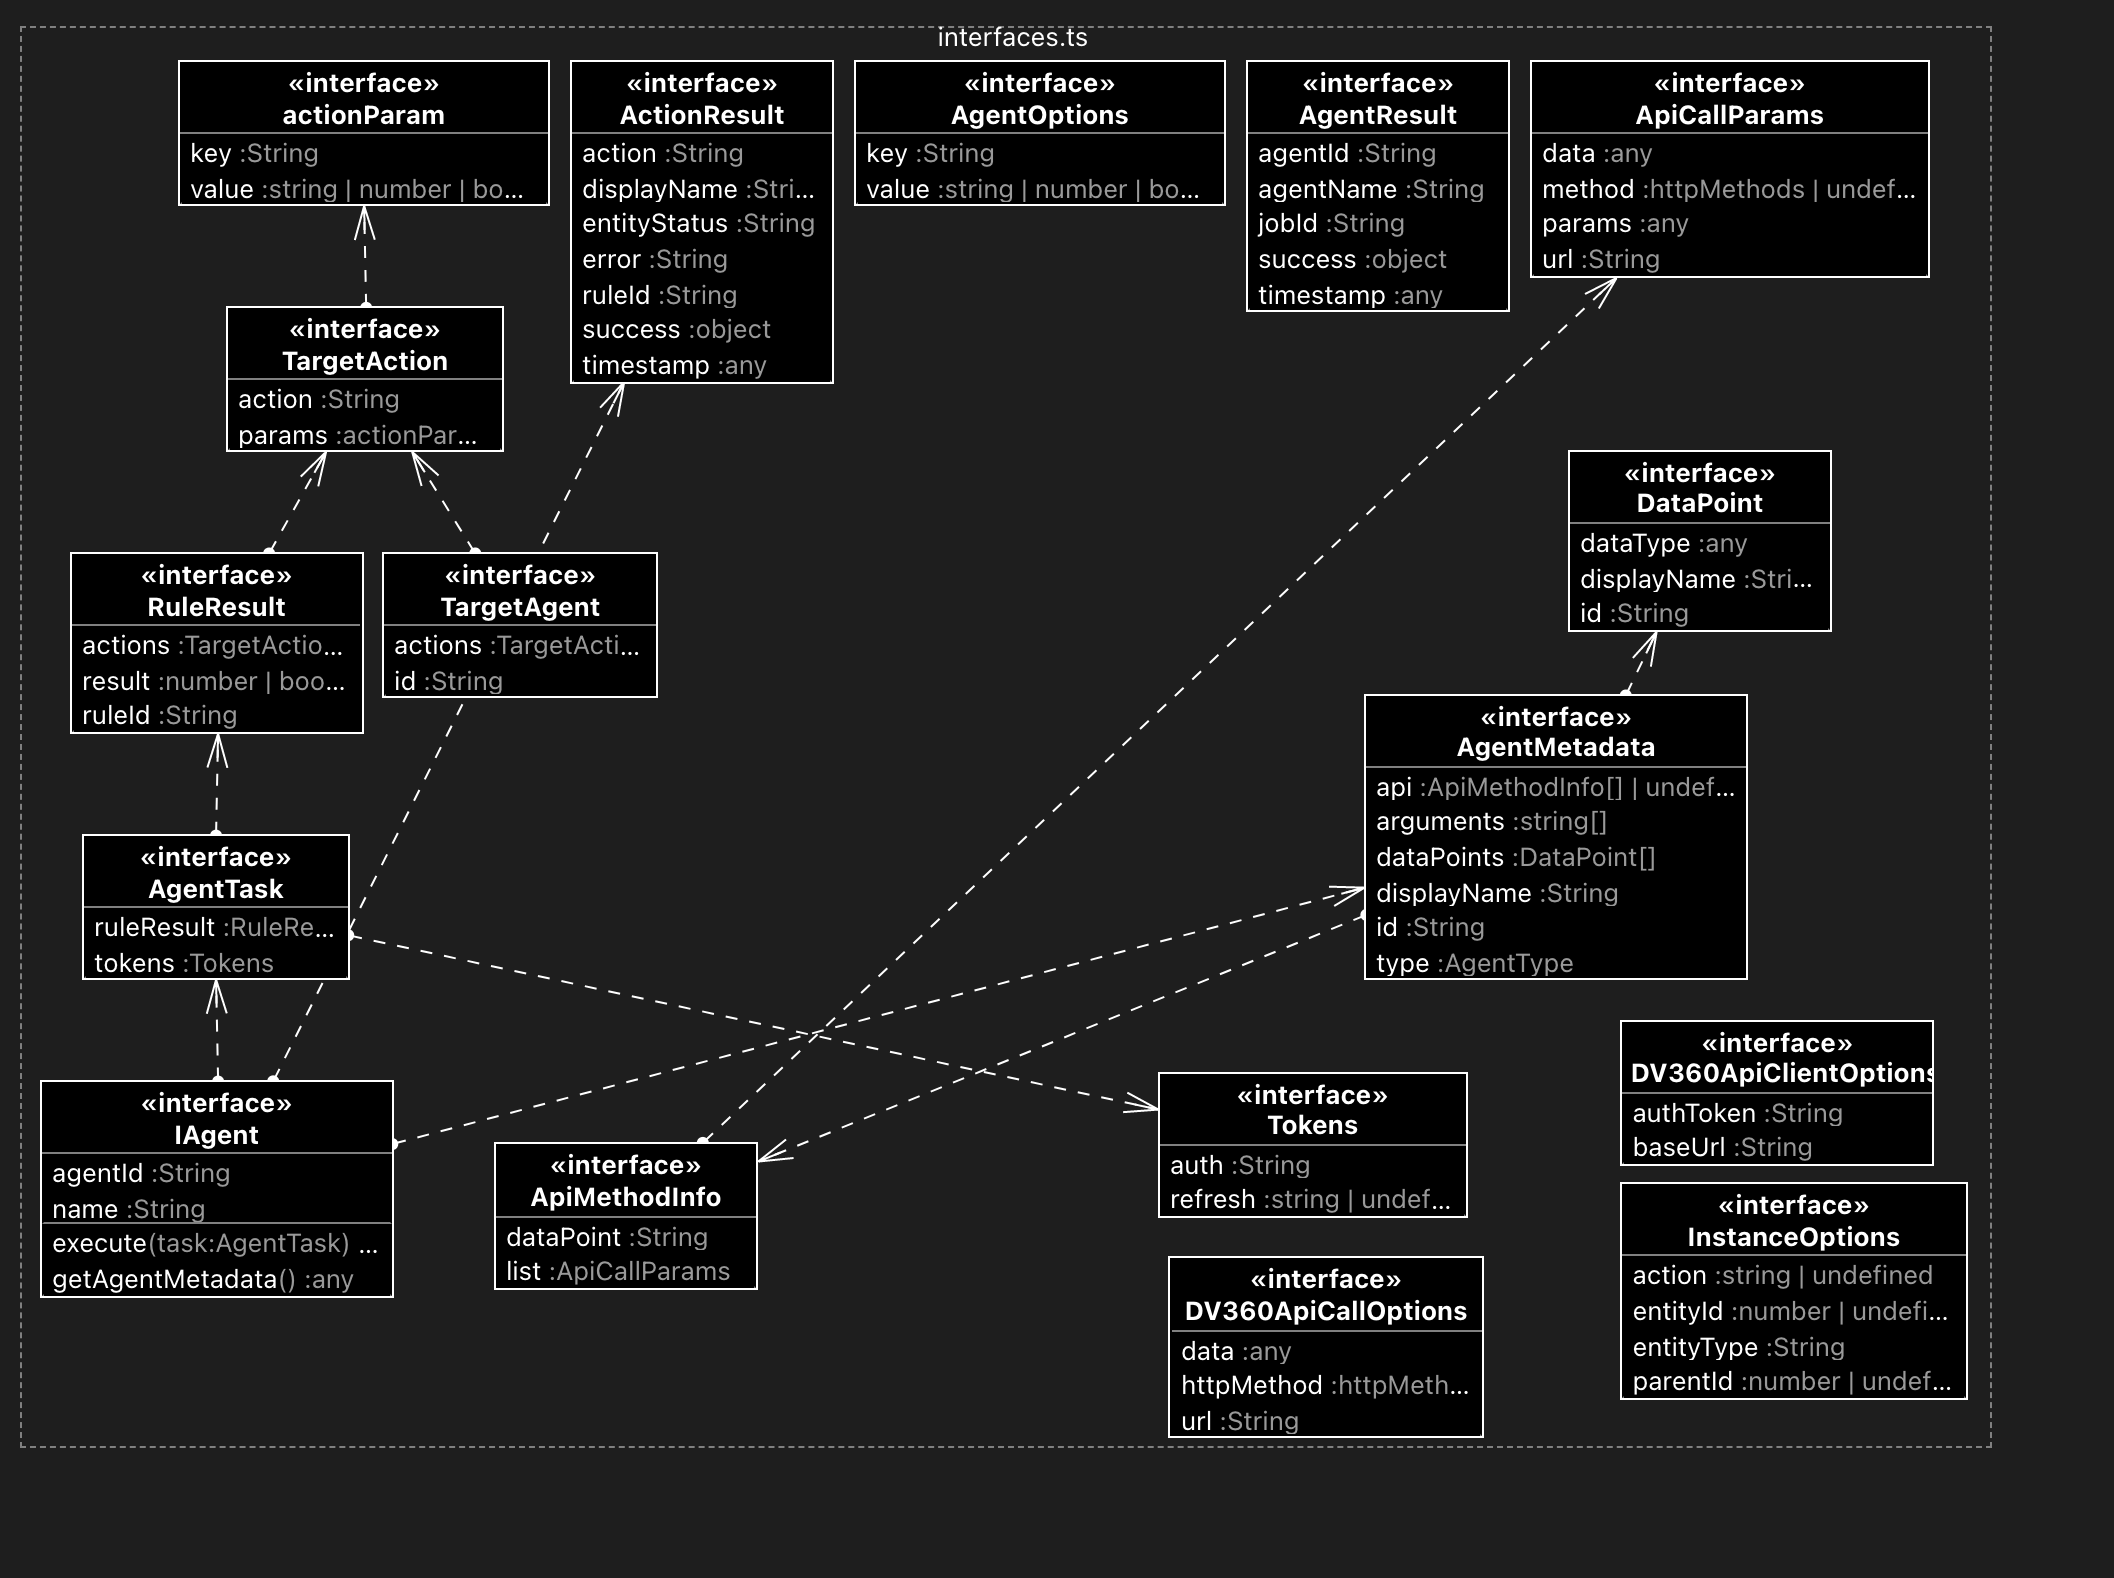 interfaces.ts
«interface»
actionParam
key :String
value :string | number | bo...
«interface»
ActionResult
action :String
displayName :Stri...
entityStatus :String
error :String
ruleId :String
success :object
timestamp :any
«interface»
AgentOptions
key :String
value :string | number | bo...
«interface»
AgentResult
agentId :String
agentName :String
jobId :String
success :object
timestamp :any
«interface»
ApiCallParams
data :any
method :httpMethods | undef...
params :any
url :String
«interface»
TargetAction
action :String
params :actionPar...
«interface»
DataPoint
dataType :any
displayName :Stri...
id :String
«interface»
RuleResult
actions :TargetActio...
result :number | boo...
ruleId :String
«interface»
TargetAgent
actions :TargetActi...
id :String
«interface»
AgentMetadata
api :ApiMethodInfo[] | undef...
arguments :string[]
dataPoints :DataPoint[]
displayName :String
id :String
type :AgentType
«interface»
AgentTask
ruleResult :RuleRe...
tokens :Tokens
«interface»
DV360ApiClientOptions
authToken :String
baseUrl :String
«interface»
IAgent
agentId :String
name :String
execute(task:AgentTask) ...
getAgentMetadata() :any
«interface»
ApiMethodInfo
dataPoint :String
list :ApiCallParams
«interface»
Tokens
auth :String
refresh :string | undef...
«interface»
InstanceOptions
action :string | undefined
entityId :number | undefi...
entityType :String
parentId :number | undef...
«interface»
DV360ApiCallOptions
data :any
httpMethod :httpMeth...
url :String